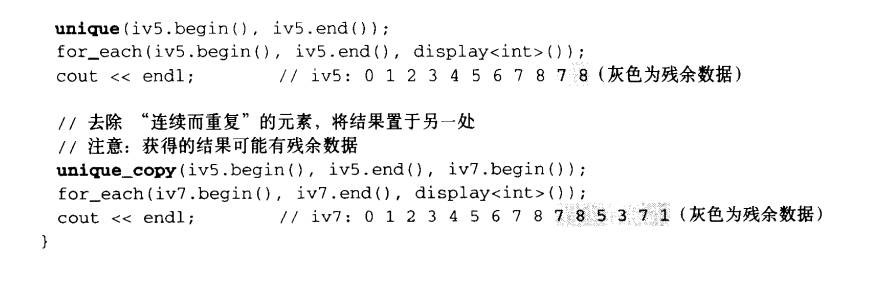 unique(iv5.begin(), iv5.end());
for_each(iv5.begin(), iv5.end(), display<int>());
cout << endl; // iv5: 0 1 2 3 4 5 6 7 8 7 8（灰色为残余数据）
// 去除 “连续而重复”的元素，将结果置于另一处
// 注意：获得的结果可能有残余数据
unique_copy(iv5.begin(), iv5.end(), iv7.begin());
for_each(iv7.begin(), iv7.end(), display<int>());
cout << endl; // iv7: 0 1 2 3 4 5 6 7 8 7 8 5 3 7 1（灰色为残余数据）
}